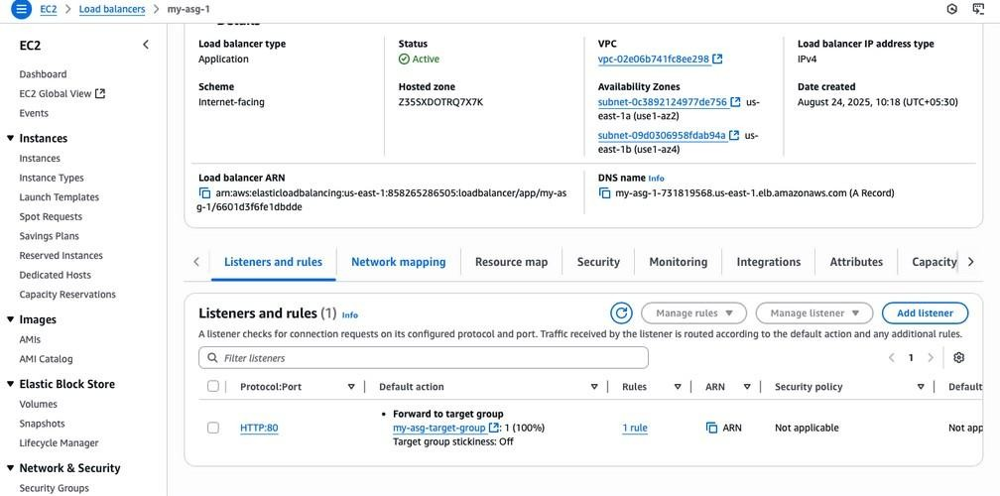 EC2 > Load balancers > my-asg-1
EC2
Dashboard
EC2 Global View
Events
Instances
Instances
Instance Types
Launch Templates
Spot Requests
Savings Plans
Reserved Instances
Dedicated Hosts
Capacity Reservations
Images
AMIs
AMI Catalog
Elastic Block Store
Volumes
Snapshots
Lifecycle Manager
Network & Security
Security Groups
Details
Load balancer type
Application
Status
Active
VPC
vpc-02e06b741fc8ee298
Load balancer IP address type
IPv4
Scheme
Internet-facing
Hosted zone
Z35SXDOTRQ7X7K
Availability Zones
subnet-0c3892124977de756 us-
east-1a (use1-az2)
subnet-09d0306958fdab94a us-
east-1b (use1-az4)
Date created
August 24, 2025, 10:18 (UTC+05:30)
Load balancer ARN
arn:aws:elasticloadbalancing:us-east-1:858265286505:loadbalancer/app/my-as
g-1/6601d3f6fe1dbdde
DNS name Info
my-asg-1-731819568.us-east-1.elb.amazonaws.com (A Record)
Listeners and rules Network mapping Resource map Security Monitoring Integrations Attributes Capacity
Listeners and rules (1) Info
Manage rules Manage listener Add listener
A listener checks for connection requests on its configured protocol and port. Traffic received by the listener is routed according to the default action and any additional rules.
Filter listeners
1
Protocol:Port Default action Rules ARN Security policy Default
HTTP:80
• Forward to target group
my-asg-target-group: 1 (100%)
Target group stickiness: Off
1 rule
ARN
Not applicable
Not app